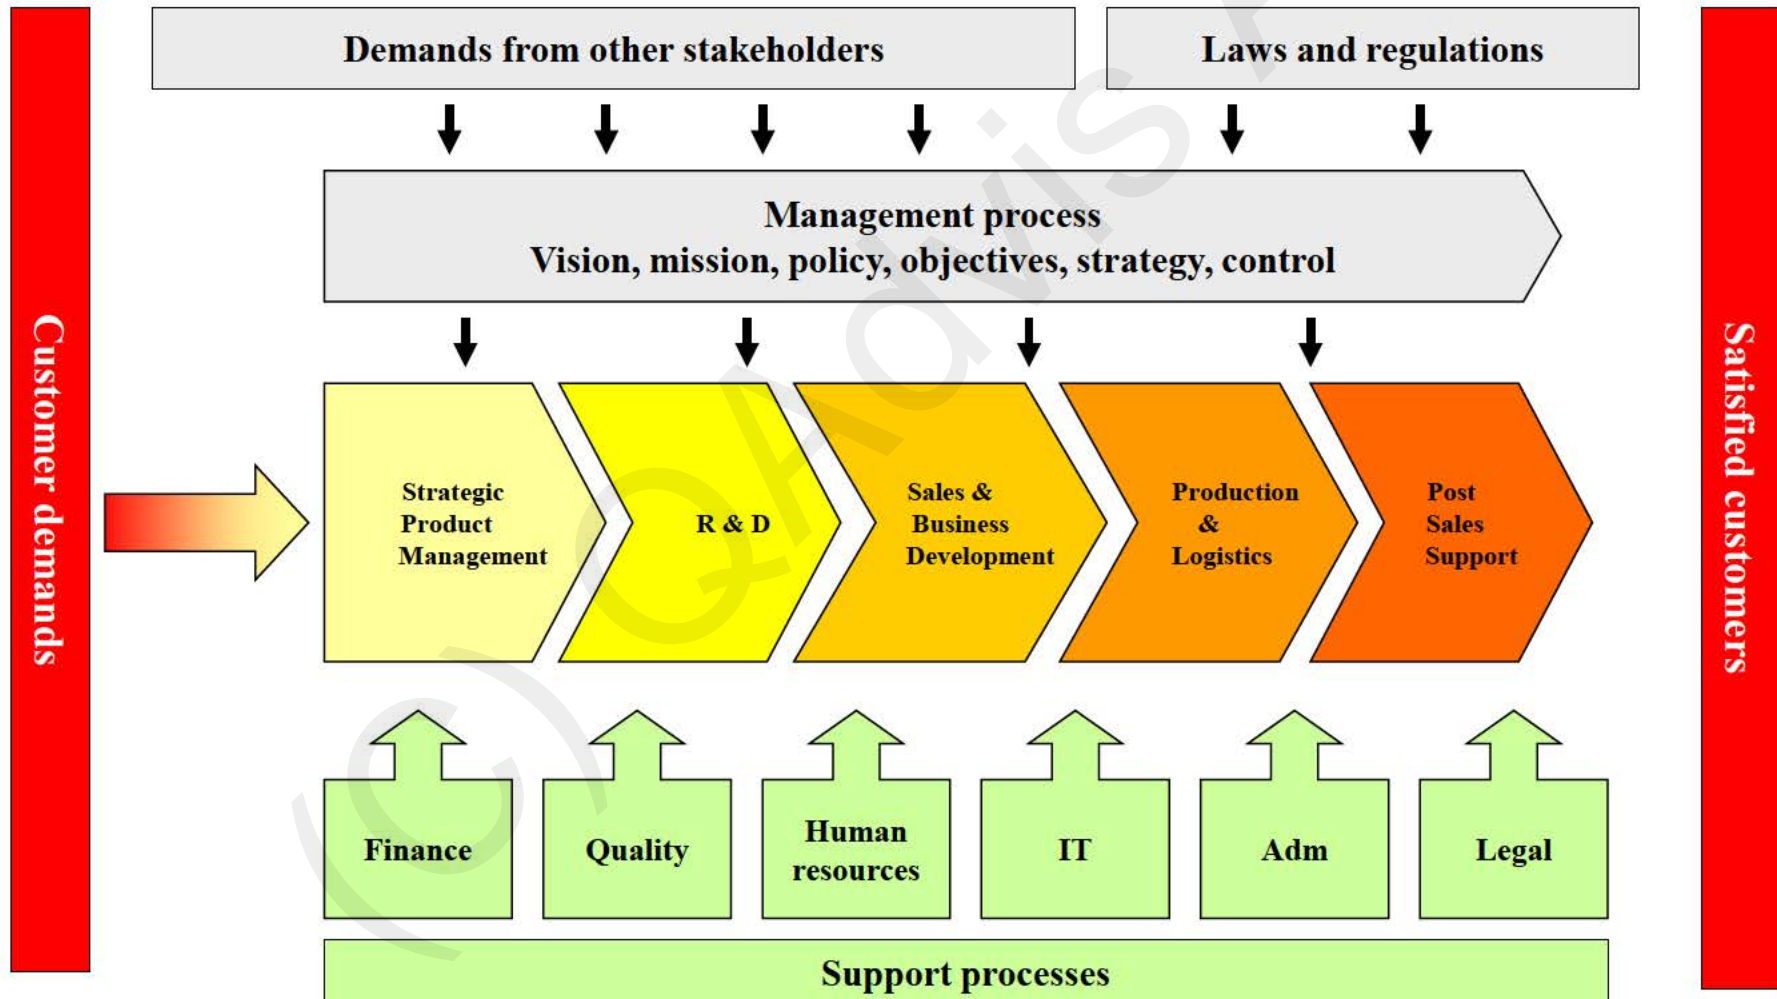 Demands from other stakeholders
Laws and regulations
Management process
Vision, mission, policy, objectives, strategy, control
Customer demands
Strategic
Product
Management
R & D
Sales &
Business
Development
Production
&
Logistics
Post
Sales
Support
Satisfied customers
Finance
Quality
Human
resources
IT
Adm
Legal
Support processes
(C) QAdvis